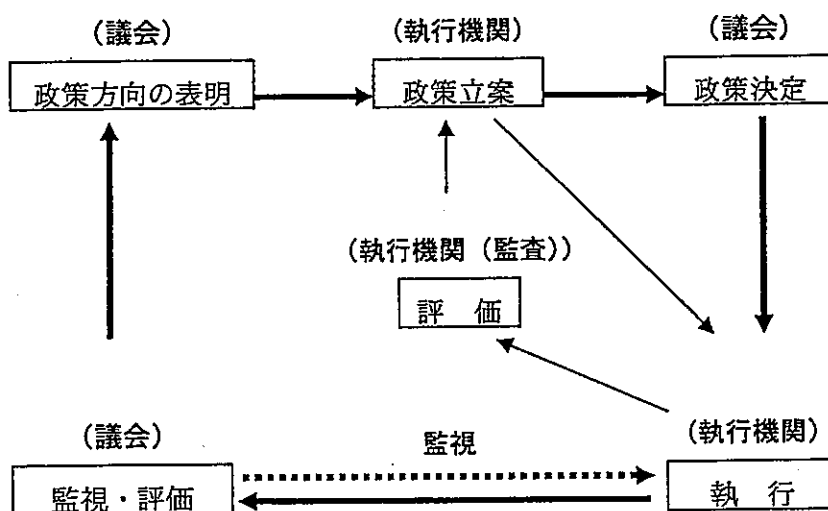 (議会)
政策方向の表明
(執行機関)
政策立案
(議会)
政策決定
(執行機関(監査))
評 価
(議会)
監視・評価
監視
(執行機関)
執 行